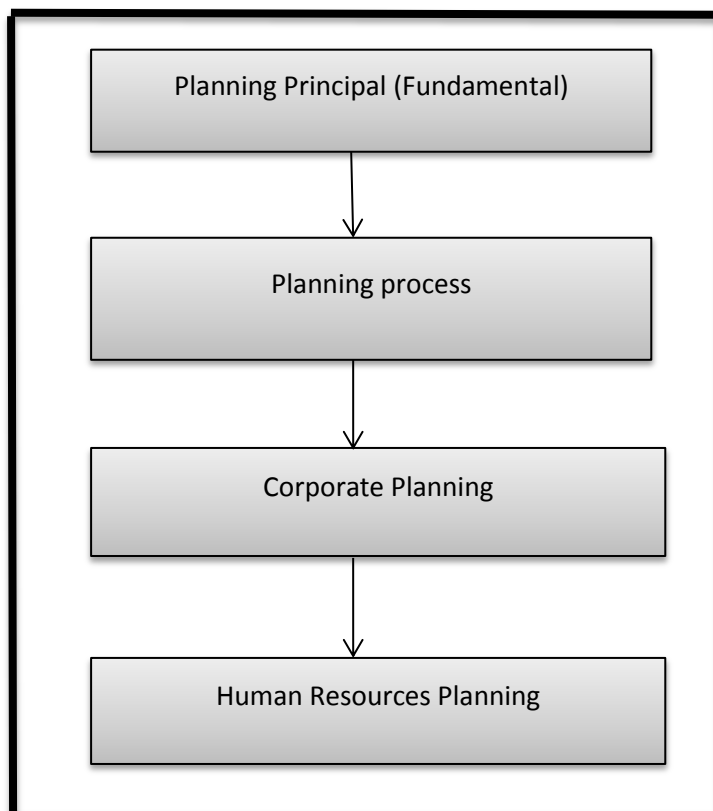 Planning Principal (Fundamental)
Planning process
Corporate Planning
Human Resources Planning